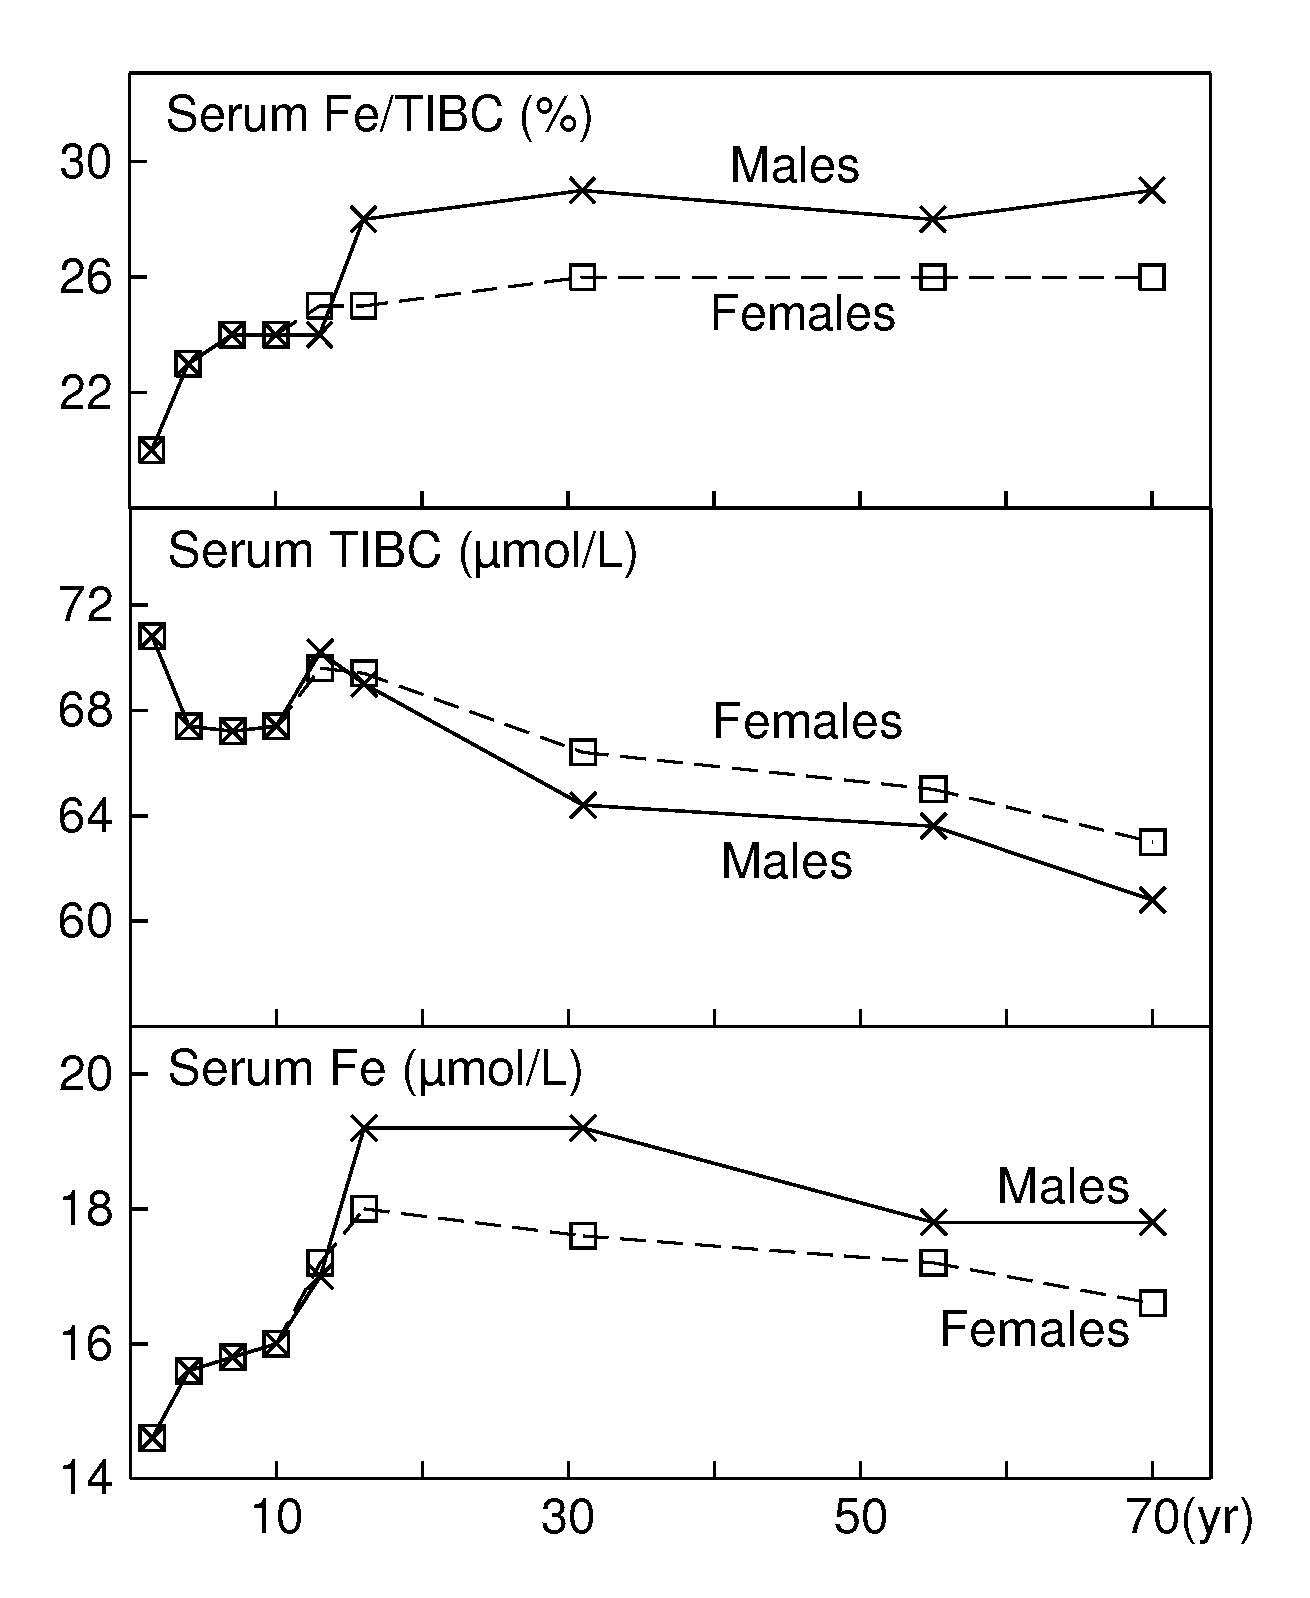 Serum Fe/TIBC (%)
30
Males
26
Females
22
Serum TIBC (µmol/L)
72
68
Females
64
Males
60
Serum Fe (µmol/L)
20
Males
18
Females
16
14
10 30 50 70(yr)